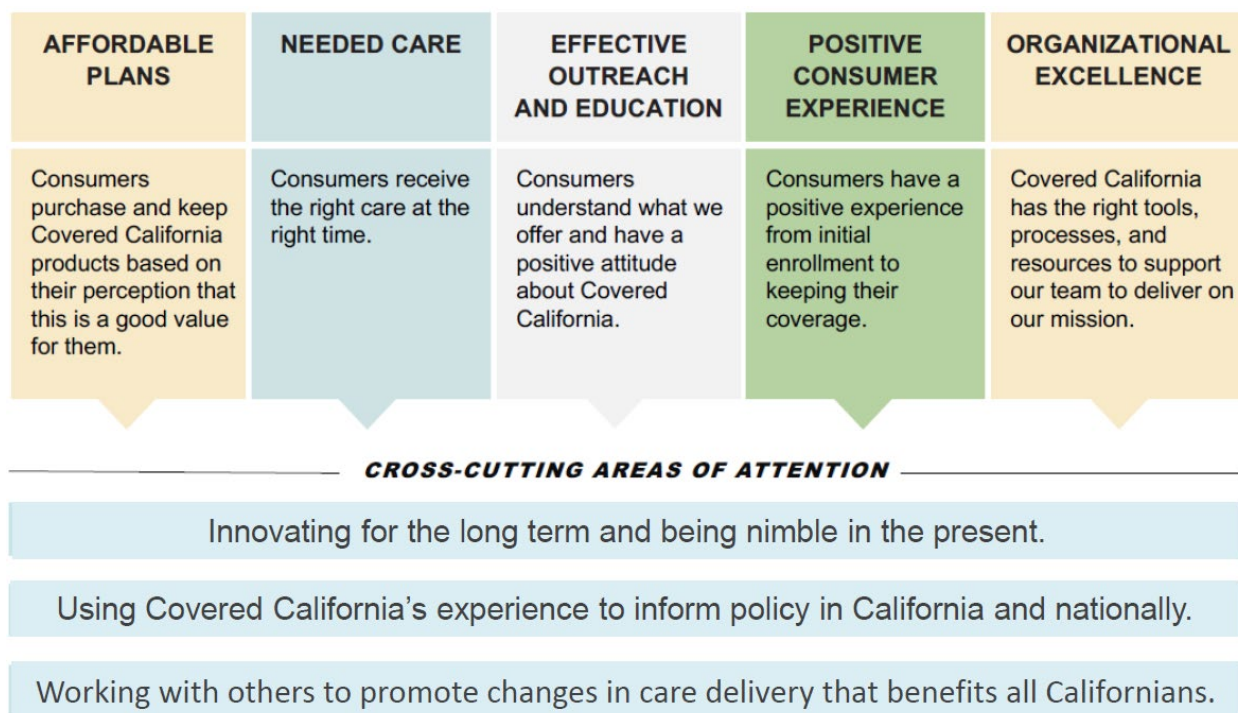 AFFORDABLE
PLANS
NEEDED CARE
EFFECTIVE
OUTREACH
AND EDUCATION
POSITIVE
CONSUMER
EXPERIENCE
ORGANIZATIONAL
EXCELLENCE
Consumers
purchase and keep
Covered California
products based on
their perception that
this is a good value
for them.
Consumers receive
the right care at the
right time.
Consumers
understand what we
offer and have a
positive attitude
about Covered
California.
Consumers have a
positive experience
from initial
enrollment to
keeping their
coverage.
Covered California
has the right tools,
processes, and
resources to support
our team to deliver on
our mission.
CROSS-CUTTING AREAS OF ATTENTION
Innovating for the long term and being nimble in the present.
Using Covered California’s experience to inform policy in California and nationally.
Working with others to promote changes in care delivery that benefits all Californians.